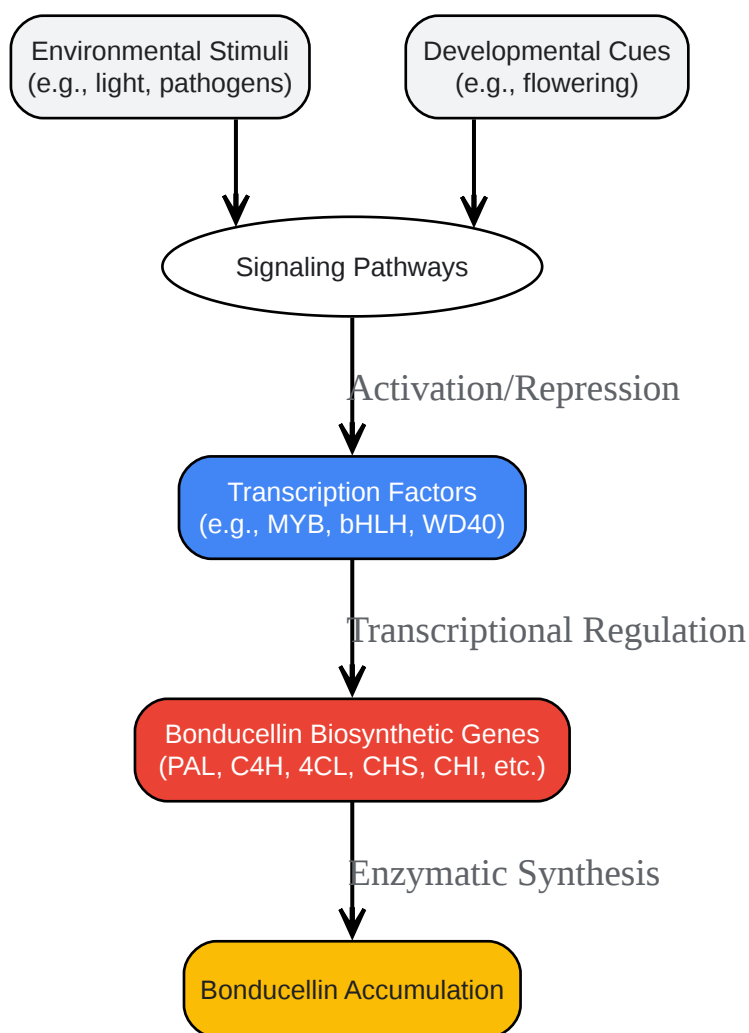 Environmental Stimuli
(e.g., light, pathogens)
Developmental Cues
(e.g., flowering)
Signaling Pathways
Activation/Repression
Transcription Factors
(e.g., MYB, bHLH, WD40)
Transcriptional Regulation
Bonducellin Biosynthetic Genes
(PAL, C4H, 4CL, CHS, CHI, etc.)
Enzymatic Synthesis
Bonducellin Accumulation